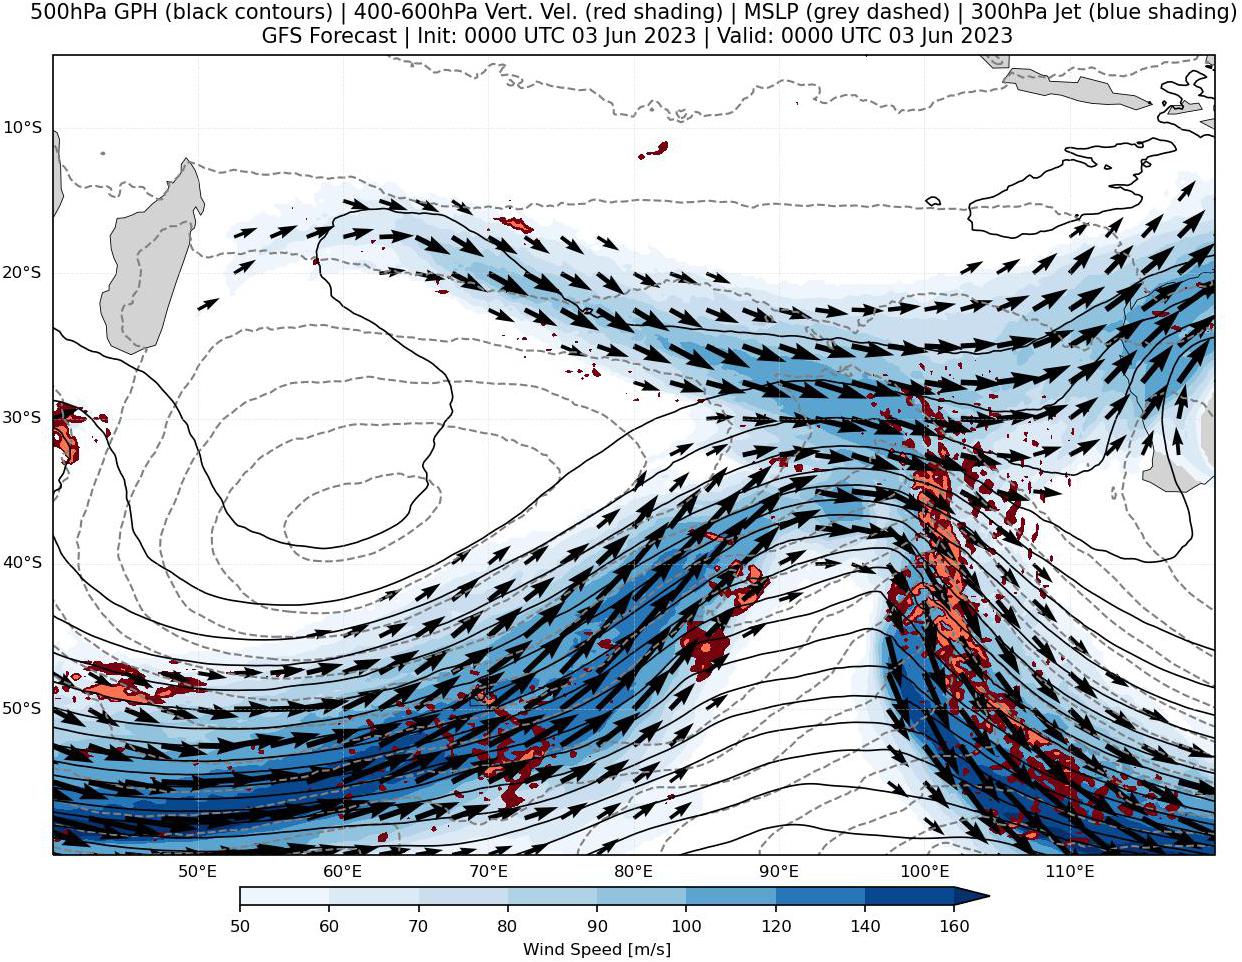 500hPa GPH (black contours) | 400-600hPa Vert. Vel. (red shading) | MSLP (grey dashed) | 300hPa Jet (blue shading)
GFS Forecast | Init: 0000 UTC 03 Jun 2023 | Valid: 0000 UTC 03 Jun 2023
10°S
20°S
30°S
40°S
50°S
50°E 60°E 70°E 80°E 90°E 100°E 110°E
50 60 70 80 90 100 120 140 160
Wind Speed [m/s]